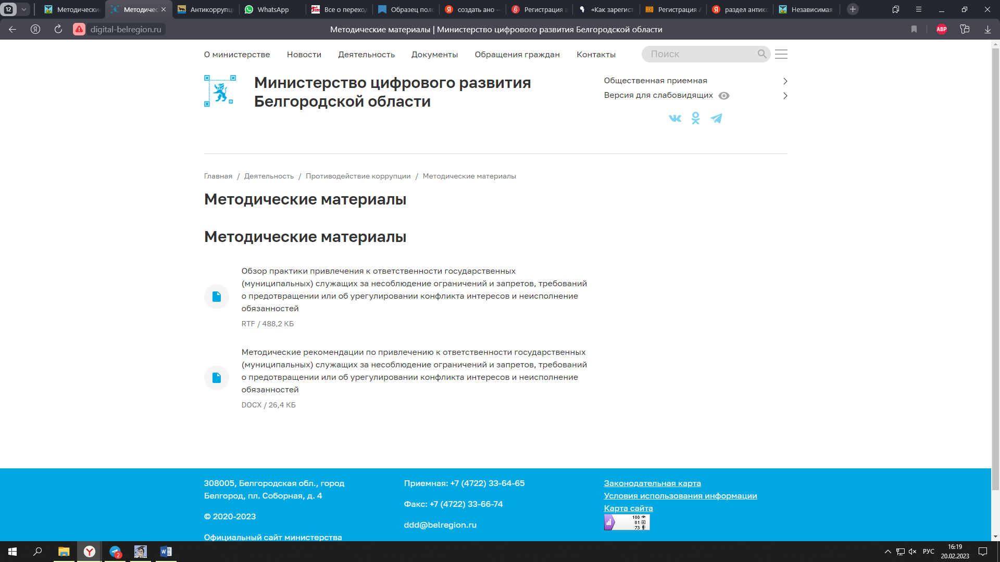 12
Методические
Методичес
Антикоррупц
WhatsApp
Все о переход
Образец поло
создать ано —
Регистрация а
«Как зарегист
Регистрация А
раздел антико
Независимая
digital-belregion.ru
Методические материалы | Министерство цифрового развития Белгородской области
ABP
О министерстве
Новости
Деятельность
Документы
Обращения граждан
Контакты
Поиск
Министерство цифрового развития
Белгородской области
Общественная приемная
Версия для слабовидящих
Главная / Деятельность / Противодействие коррупции / Методические материалы
Методические материалы
Методические материалы
Обзор практики привлечения к ответственности государственных
(муниципальных) служащих за несоблюдение ограничений и запретов, требований
о предотвращении или об урегулировании конфликта интересов и неисполнение
обязанностей
RTF / 488,2 КБ
Методические рекомендации по привлечению к ответственности государственных
(муниципальных) служащих за несоблюдение ограничений и запретов, требований
о предотвращении или об урегулировании конфликта интересов и неисполнение
обязанностей
DOCX / 26,4 КБ
308005, Белгородская обл., город
Белгород, пл. Соборная, д. 4
© 2020-2023
Официальный сайт министерства
Приемная: +7 (4722) 33-64-65
Факс: +7 (4722) 33-66-74
ddd@belregion.ru
Законодательная карта
Условия использования информации
Карта сайта
188
81
73
2
РУС
16:19
20.02.2023